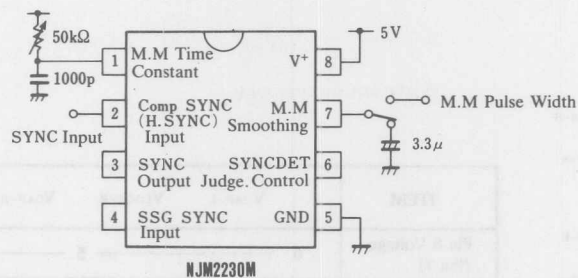 50kΩ
1000p
SYNC Input
1 M.M Time
Constant
2 Comp SYNC
(H.SYNC)
Input
3 SYNC
Output
4 SSG SYNC
Input
V+ 8
5V
M.M
Smoothing 7
M.M Pulse Width
3.3μ
SYNCDET 6
Judge. Control
GND 5
NJM2230M